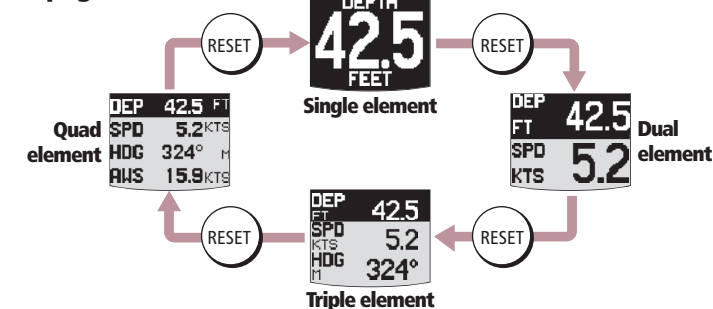 DEPTH
42.5
FEET
Single element
RESET
RESET
DEP 42.5 FT
SPD 5.2 KTS
HDG 324° M
AWS 15.9 KTS
Quad
element
DEP
FT 42.5
SPD
KTS 5.2
Dual
element
RESET
RESET
DEP
FT 42.5
SPD
KTS 5.2
HDG
M 324°
Triple element